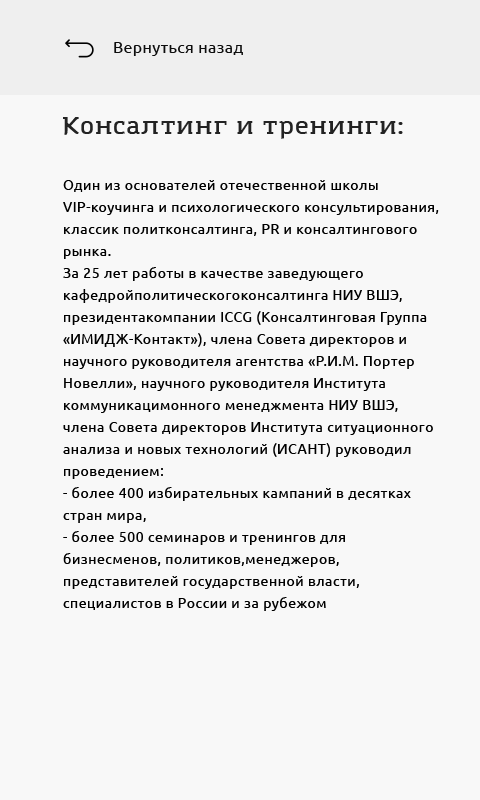 Вернуться назад
Консалтинг и тренинги:
Один из основателей отечественной школы
VIP-коучинга и психологического консультирования,
классик политконсалтинга, PR и консалтингового
рынка.
За 25 лет работы в качестве заведующего
кафедройполитическогоконсалтинга НИУ ВШЭ,
президентакомпании ICCG (Консалтинговая Группа
«ИМИДЖ-Контакт»), члена Совета директоров и
научного руководителя агентства «Р.И.М. Портер
Новелли», научного руководителя Института
коммуникацимонного менеджмента НИУ ВШЭ,
члена Совета директоров Института ситуационного
анализа и новых технологий (ИСАНТ) руководил
проведением:
- более 400 избирательных кампаний в десятках
стран мира,
- более 500 семинаров и тренингов для
бизнесменов, политиков,менеджеров,
представителей государственной власти,
специалистов в России и за рубежом